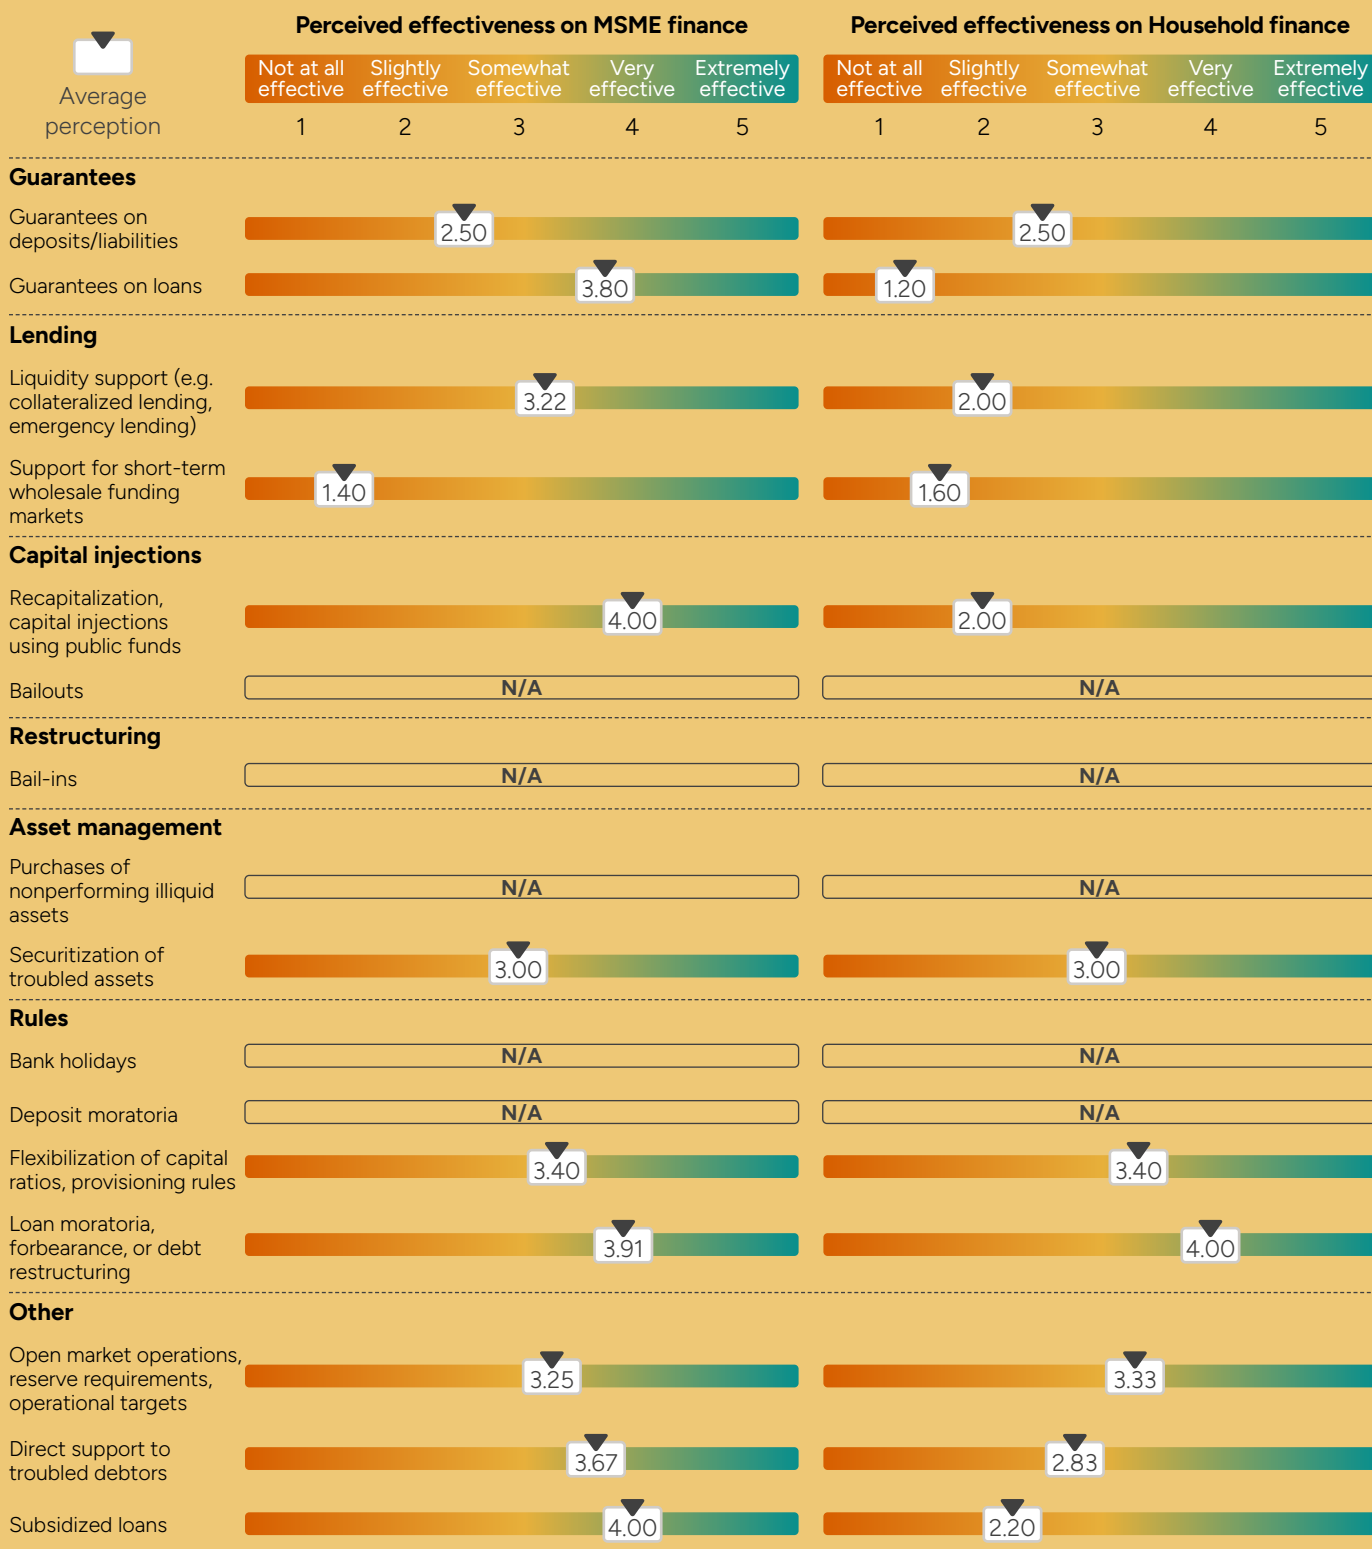 Perceived effectiveness on MSME finance
Perceived effectiveness on Household finance
Average
perception
Not at all effective
Slightly effective
Somewhat effective
Very effective
Extremely effective
Not at all effective
Slightly effective
Somewhat effective
Very effective
Extremely effective
1 2 3 4 5
1 2 3 4 5
Guarantees
Guarantees on
deposits/liabilities
2.50
2.50
Guarantees on loans
3.80
1.20
Lending
Liquidity support (e.g.
collateralized lending,
emergency lending)
3.22
2.00
Support for short-term
wholesale funding
markets
1.40
1.60
Capital injections
Recapitalization,
capital injections
using public funds
4.00
2.00
Bailouts
N/A
N/A
Restructuring
Bail-ins
N/A
N/A
Asset management
Purchases of
nonperforming illiquid
assets
N/A
N/A
Securitization of
troubled assets
3.00
3.00
Rules
Bank holidays
N/A
N/A
Deposit moratoria
N/A
N/A
Flexibilization of capital
ratios, provisioning rules
3.40
3.40
Loan moratoria,
forbearance, or debt
restructuring
3.91
4.00
Other
Open market operations,
reserve requirements,
operational targets
3.25
3.33
Direct support to
troubled debtors
3.67
2.83
Subsidized loans
4.00
2.20